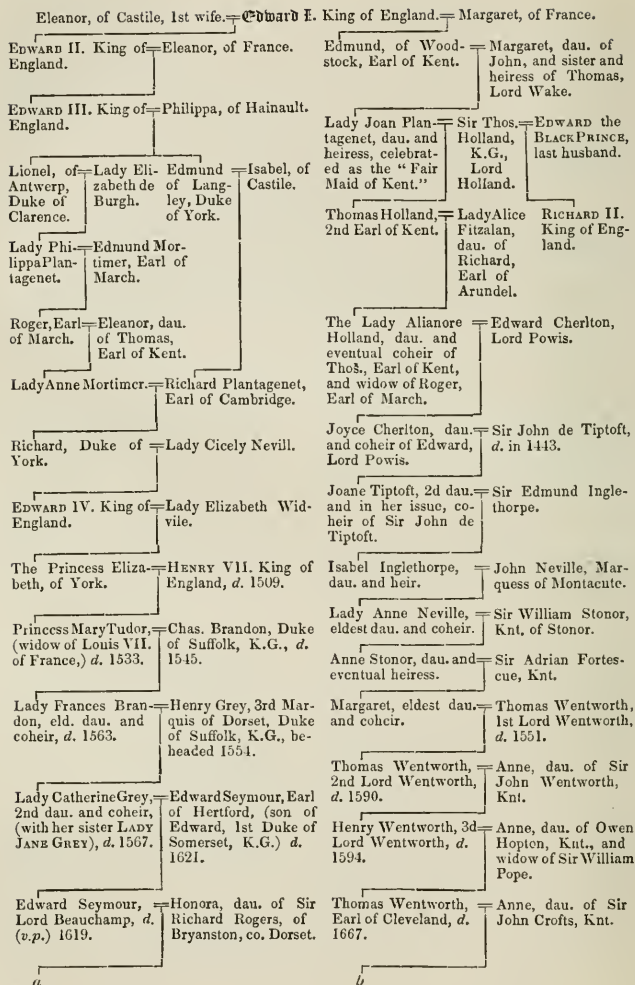 Eleanor, of Castile, 1st wife.
Edward I. King of England.
Margaret, of France.
EDWARD II. King of
England.
Eleanor, of France.
EDWARD III. King of
England.
Philippa, of Hainault.
Lionel, of
Antwerp,
Duke of
Clarence.
Lady Eli-
zabeth de
Burgh.
Edmund
of Lang-
ley, Duke
of York.
Isabel, of
Castile.
Lady Phi-
lippa Plan-
tagenet.
Edmund Mor-
timer, Earl of
March.
Roger, Earl
of March.
Eleanor, dau.
of Thomas,
Earl of Kent.
Lady Anne Mortimer.
Richard Plantagenet,
Earl of Cambridge.
Richard, Duke of
York.
Lady Cicely Nevill.
EDWARD IV. King of
England.
Lady Elizabeth Wid-
vile.
The Princess Eliza-
beth, of York.
HENRY VII. King of
England, d. 1509.
Princess Mary Tudor,
(widow of Louis VII.
of France,) d. 1533.
Chas. Brandon, Duke
of Suffolk, K.G., d.
1545.
Lady Frances Bran-
don, eld. dau. and
coheir, d. 1563.
Henry Grey, 3rd Mar-
quis of Dorset, Duke
of Suffolk, K.G., be-
headed 1554.
Lady Catherine Grey,
2nd dau. and coheir,
(with her sister LADY
JANE GREY), d. 1567.
Edward Seymour, Earl
of Hertford, (son of
Edward, 1st Duke of
Somerset, K.G.) d.
1621.
Edward Seymour,
Lord Beauchamp, d.
(v.p.) 1619.
Honora, dau. of Sir
Richard Rogers, of
Bryanston, co. Dorset.
a
Edmund, of Wood-
stock, Earl of Kent.
Margaret, dau. of
John, and sister and
heiress of Thomas,
Lord Wake.
Lady Joan Plan-
tagenet, dau. and
heiress, celebrat-
ed as the "Fair
Maid of Kent."
Sir Thos.
Holland,
K.G.,
Lord
Holland.
EDWARD the
BLACK PRINCE,
last husband.
Thomas Holland,
2nd Earl of Kent.
Lady Alice
Fitzalan,
dau. of
Richard,
Earl of
Arundel.
RICHARD II.
King of Eng-
land.
The Lady Alianore
Holland, dau. and
eventual coheir of
Thos., Earl of Kent,
and widow of Roger,
Earl of March.
Edward Cherlton,
Lord Powis.
Joyce Cherlton, dau.
and coheir of Edward,
Lord Powis.
Sir John de Tiptoft,
d. in 1443.
Joane Tiptoft, 2d dau.
and in her issue, co-
heir of Sir John de
Tiptoft.
Sir Edmund Ingle-
thorpe.
Isabel Inglethorpe,
dau. and heir.
John Neville, Mar-
quess of Montacute.
Lady Anne Neville,
eldest dau. and coheir.
Sir William Stonor,
Knt. of Stonor.
Anne Stonor, dau. and
eventual heiress.
Sir Adrian Fortes-
cue, Knt.
Margaret, eldest dau.
and coheir.
Thomas Wentworth,
1st Lord Wentworth,
d. 1551.
Thomas Wentworth,
2nd Lord Wentworth,
d. 1590.
Anne, dau. of Sir
John Wentworth,
Knt.
Henry Wentworth, 3d
Lord Wentworth, d.
1594.
Anne, dau. of Owen
Hopton, Knt., and
widow of Sir William
Pope.
Thomas Wentworth,
Earl of Cleveland, d.
1667.
Anne, dau. of Sir
John Crofts, Knt.
b